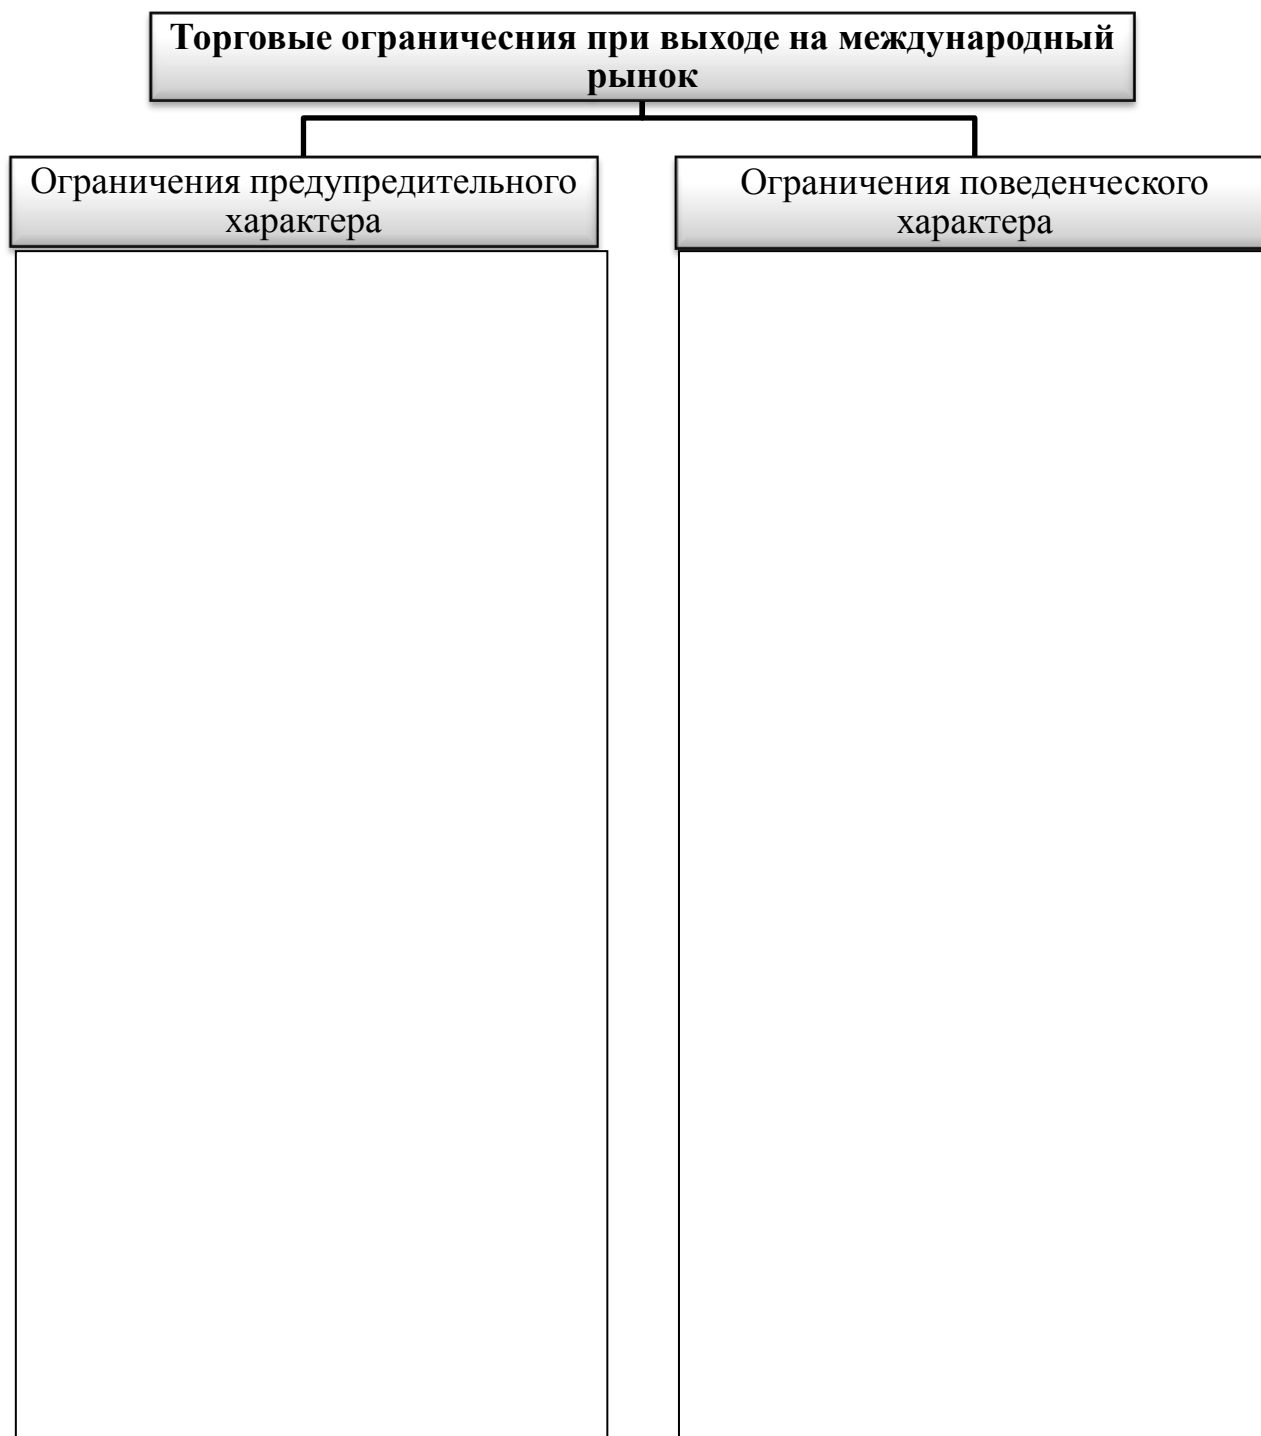 Торговые ограничесния при выходе на международный
рынок
Ограничения предупредительного
характера
Ограничения поведенческого
характера